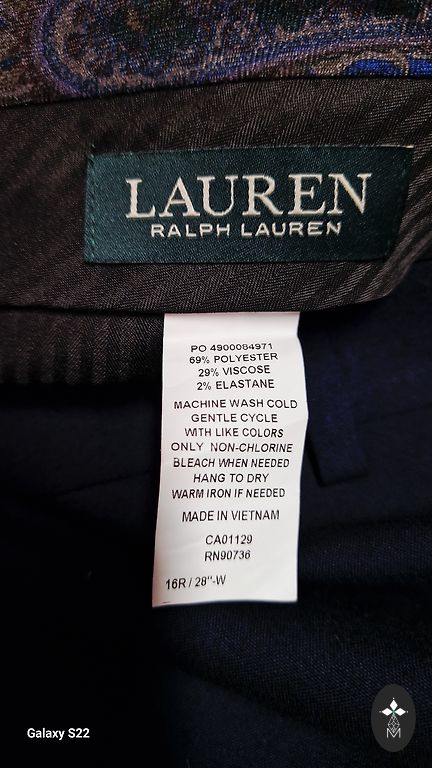 LAUREN
RALPH LAUREN
PO 4900084971
69% POLYESTER
29% VISCOSE
2% ELASTANE
MACHINE WASH COLD
GENTLE CYCLE
WITH LIKE COLORS
ONLY NON-CHLORINE
BLEACH WHEN NEEDED
HANG TO DRY
WARM IRON IF NEEDED
MADE IN VIETNAM
CA01129
RN90736
16R / 28"-W
Galaxy S22
M